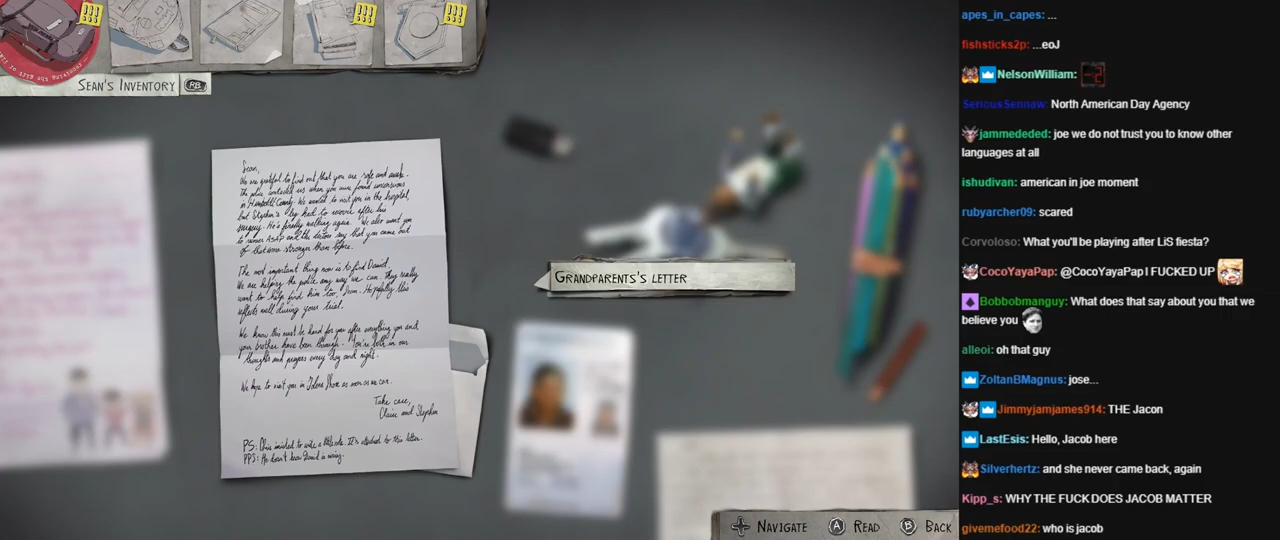 SEAN'S INVENTORY
RB
Sean,
We are grateful to find out that you are safe and awake.
The police contacted us when you were found unconscious
in Humboldt County. We wanted to visit you in the hospital,
but Stephen's leg had to recover after his
surgery. He's finally walking again. We also want you
to recover ASAP and the doctors say that you came out
of that even stronger than before.
The most important thing now is to find Daniel.
We are helping the police any way we can. They really
want to help find him too, Sean. Hopefully this
reflects well during your trial.
We know this must be hard for you after everything you and
your brother have been through. You're both in our
thoughts and prayers every day and night.
We hope to visit you in as soon as we can.
Take care,
Claire and Stephen
PS: Chris insisted to write a little note. It's attached to this letter.
PPS: He don't know Daniel is missing.
GRANDPARENTS'S LETTER
NAVIGATE
A READ
B BACK
apes_in_capes: ...
fishsticks2p: ...eoJ
NelsonWilliam: -2
SeriousSennaw: North American Day Agency
jammededed: joe we do not trust you to know other
languages at all
ishudivan: american in joe moment
rubyarcher09: scared
Corvoloso: What you'll be playing after LiS fiesta?
CocoYayaPap: @CocoYayaPap I FUCKED UP
Bobbobmanguy: What does that say about you that we
believe you
alleoi: oh that guy
ZoltanBMagnus: jose...
Jimmyjamjames914: THE Jacon
LastEsis: Hello, Jacob here
Silverhertz: and she never came back, again
Kipp_s: WHY THE FUCK DOES JACOB MATTER
givemefood22: who is jacob